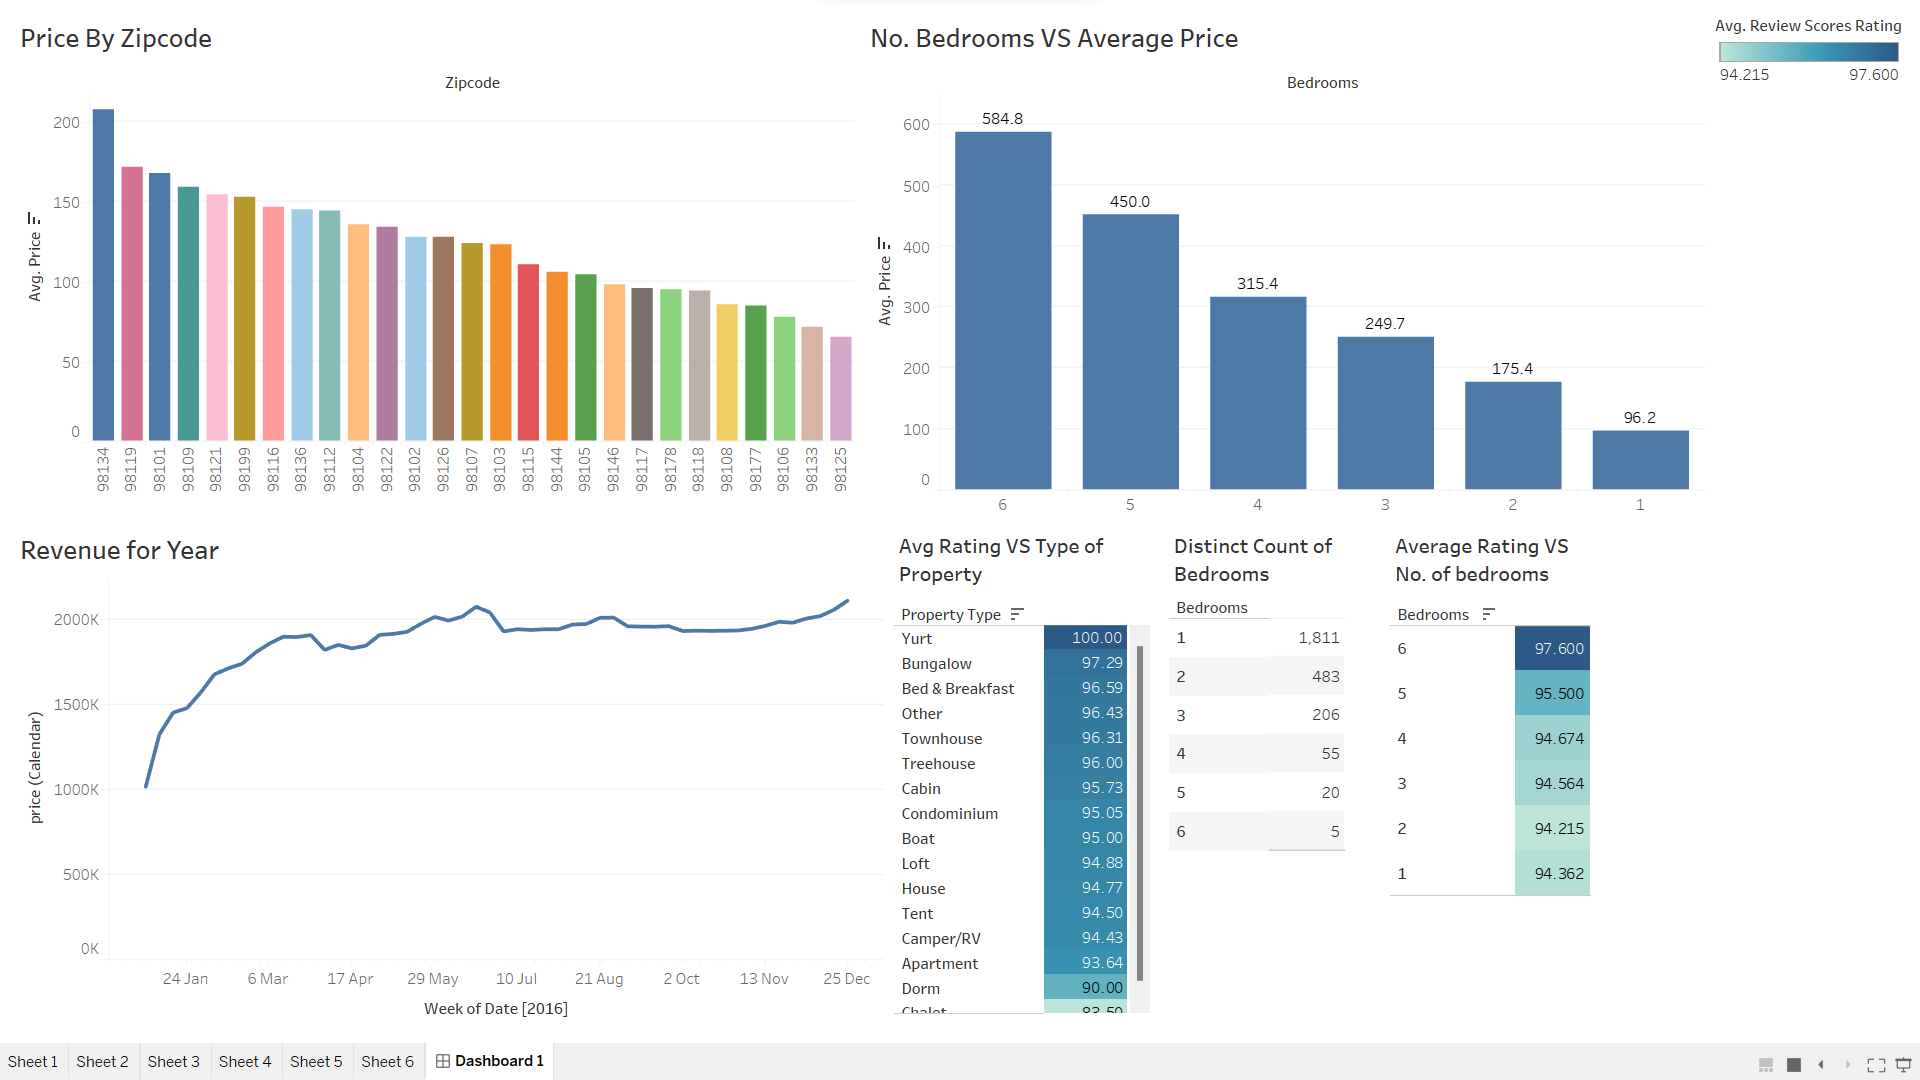 Price By Zipcode
Zipcode
Avg. Price
200
150
100
50
0
98134
98119
98101
98109
98121
98199
98116
98136
98112
98104
98122
98102
98126
98107
98103
98115
98144
98105
98146
98117
98178
98118
98108
98177
98106
98133
98125
No. Bedrooms VS Average Price
Bedrooms
Avg. Price
600
500
400
300
200
100
0
584.8
450.0
315.4
249.7
175.4
96.2
6
5
4
3
2
1
Avg. Review Scores Rating
94.215 97.600
Revenue for Year
price (Calendar)
2000K
1500K
1000K
500K
0K
24 Jan
6 Mar
17 Apr
29 May
10 Jul
21 Aug
2 Oct
13 Nov
25 Dec
Week of Date [2016]
Avg Rating VS Type of
Property
Property Type
Yurt 100.00
Bungalow 97.29
Bed & Breakfast 96.59
Other 96.43
Townhouse 96.31
Treehouse 96.00
Cabin 95.73
Condominium 95.05
Boat 95.00
Loft 94.88
House 94.77
Tent 94.50
Camper/RV 94.43
Apartment 93.64
Dorm 90.00
Chalet 83.50
Distinct Count of
Bedrooms
Bedrooms
1 1,811
2 483
3 206
4 55
5 20
6 5
Average Rating VS
No. of bedrooms
Bedrooms
6 97.600
5 95.500
4 94.674
3 94.564
2 94.215
1 94.362
Sheet 1
Sheet 2
Sheet 3
Sheet 4
Sheet 5
Sheet 6
Dashboard 1